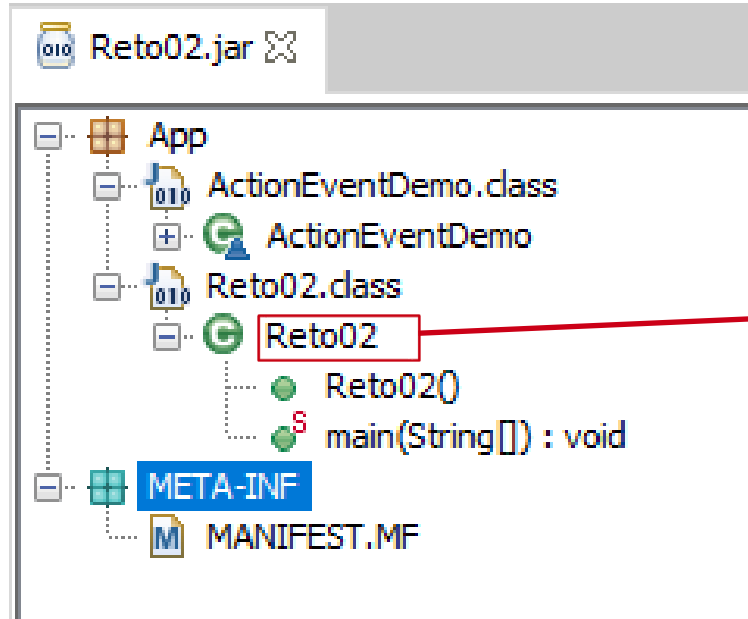 Reto02.jar
App
ActionEventDemo.class
ActionEventDemo
Reto02.class
Reto02
Reto02()
main(String[]) : void
META-INF
MANIFEST.MF